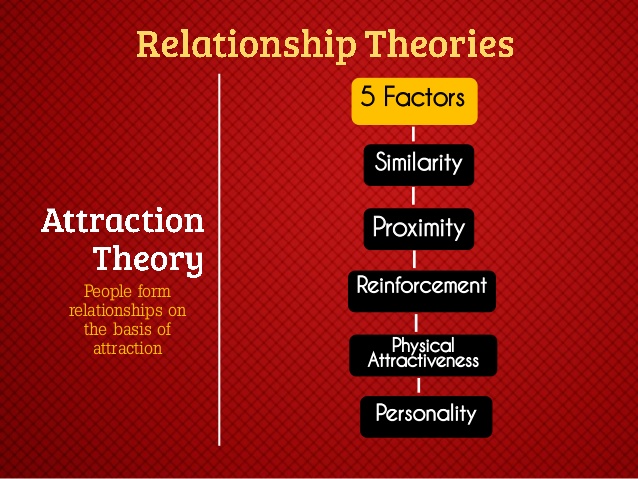 Relationship Theories
Attraction
Theory
People form
relationships on
the basis of
attraction
5 Factors
Similarity
Proximity
Reinforcement
Physical
Attractiveness
Personality